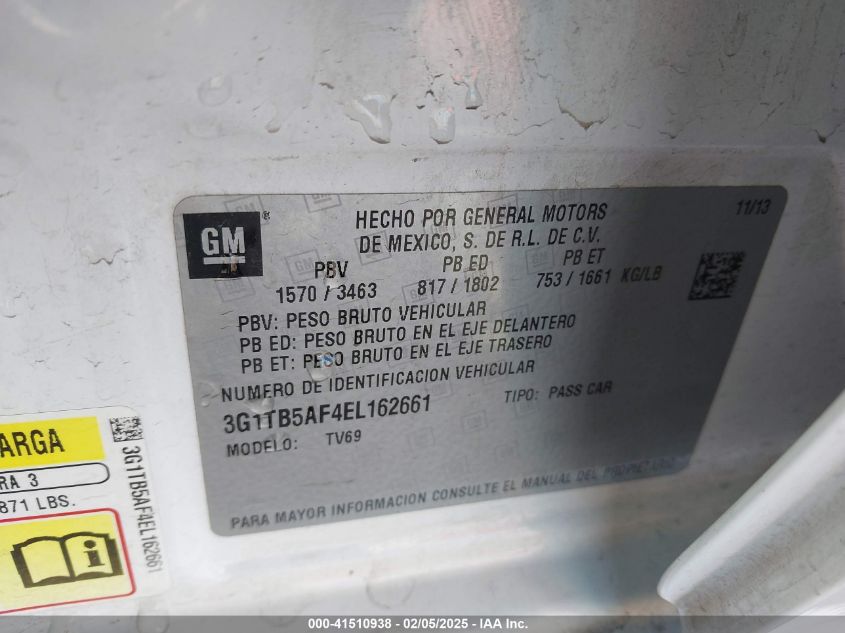 GM
HECHO POR GENERAL MOTORS
DE MEXICO, S. DE R.L. DE C.V.
11/13
PBV PB ED PB ET
1570 / 3463 817 / 1802 753 / 1661 KG/LB
PBV: PESO BRUTO VEHICULAR
PB ED: PESO BRUTO EN EL EJE DELANTERO
PB ET: PESO BRUTO EN EL EJE TRASERO
NUMERO DE IDENTIFICACION VEHICULAR
3G1TB5AF4EL162661 TIPO: PASS CAR
MODELO: TV69
PARA MAYOR INFORMACION CONSULTE EL MANUAL DEL PROPIETARIO
ARGA
RA 3
871 LBS.
3G1TB5AF4EL162661
000-41510938 - 02/05/2025 - IAA Inc.